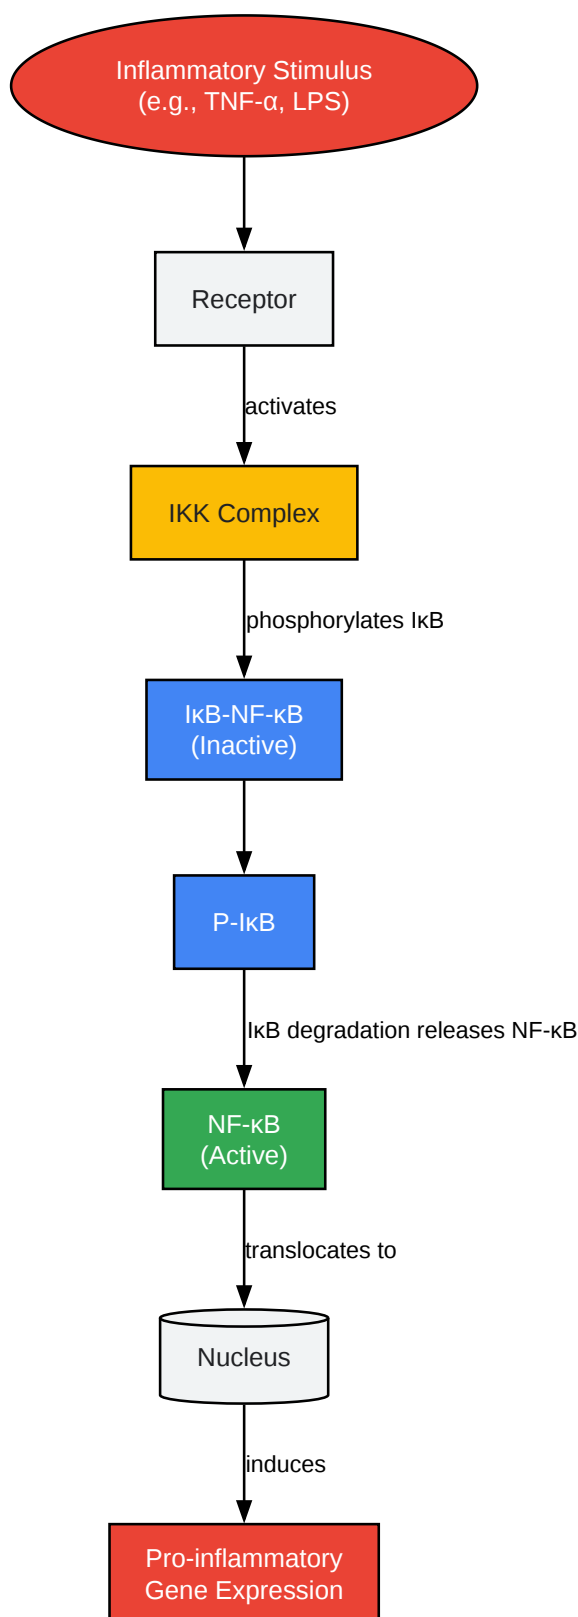 Inflammatory Stimulus
(e.g., TNF-α, LPS)
Receptor
activates
IKK Complex
phosphorylates IκB
IκB-NF-κB
(Inactive)
P-IκB
IκB degradation releases NF-κB
NF-κB
(Active)
translocates to
Nucleus
induces
Pro-inflammatory
Gene Expression